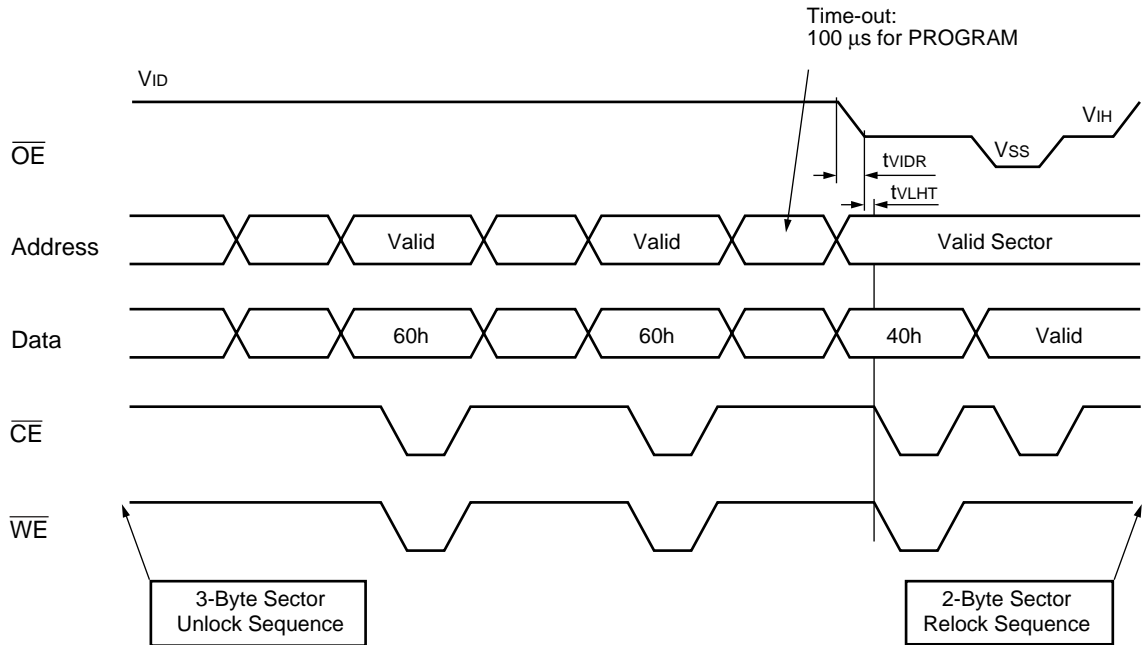 Time-out:
100 µs for PROGRAM
VID
VIH
OE
VSS
tVIDR
tVLHT
Address
Valid
Valid
Valid Sector
Data
60h
60h
40h
Valid
CE
WE
3-Byte Sector
Unlock Sequence
2-Byte Sector
Relock Sequence